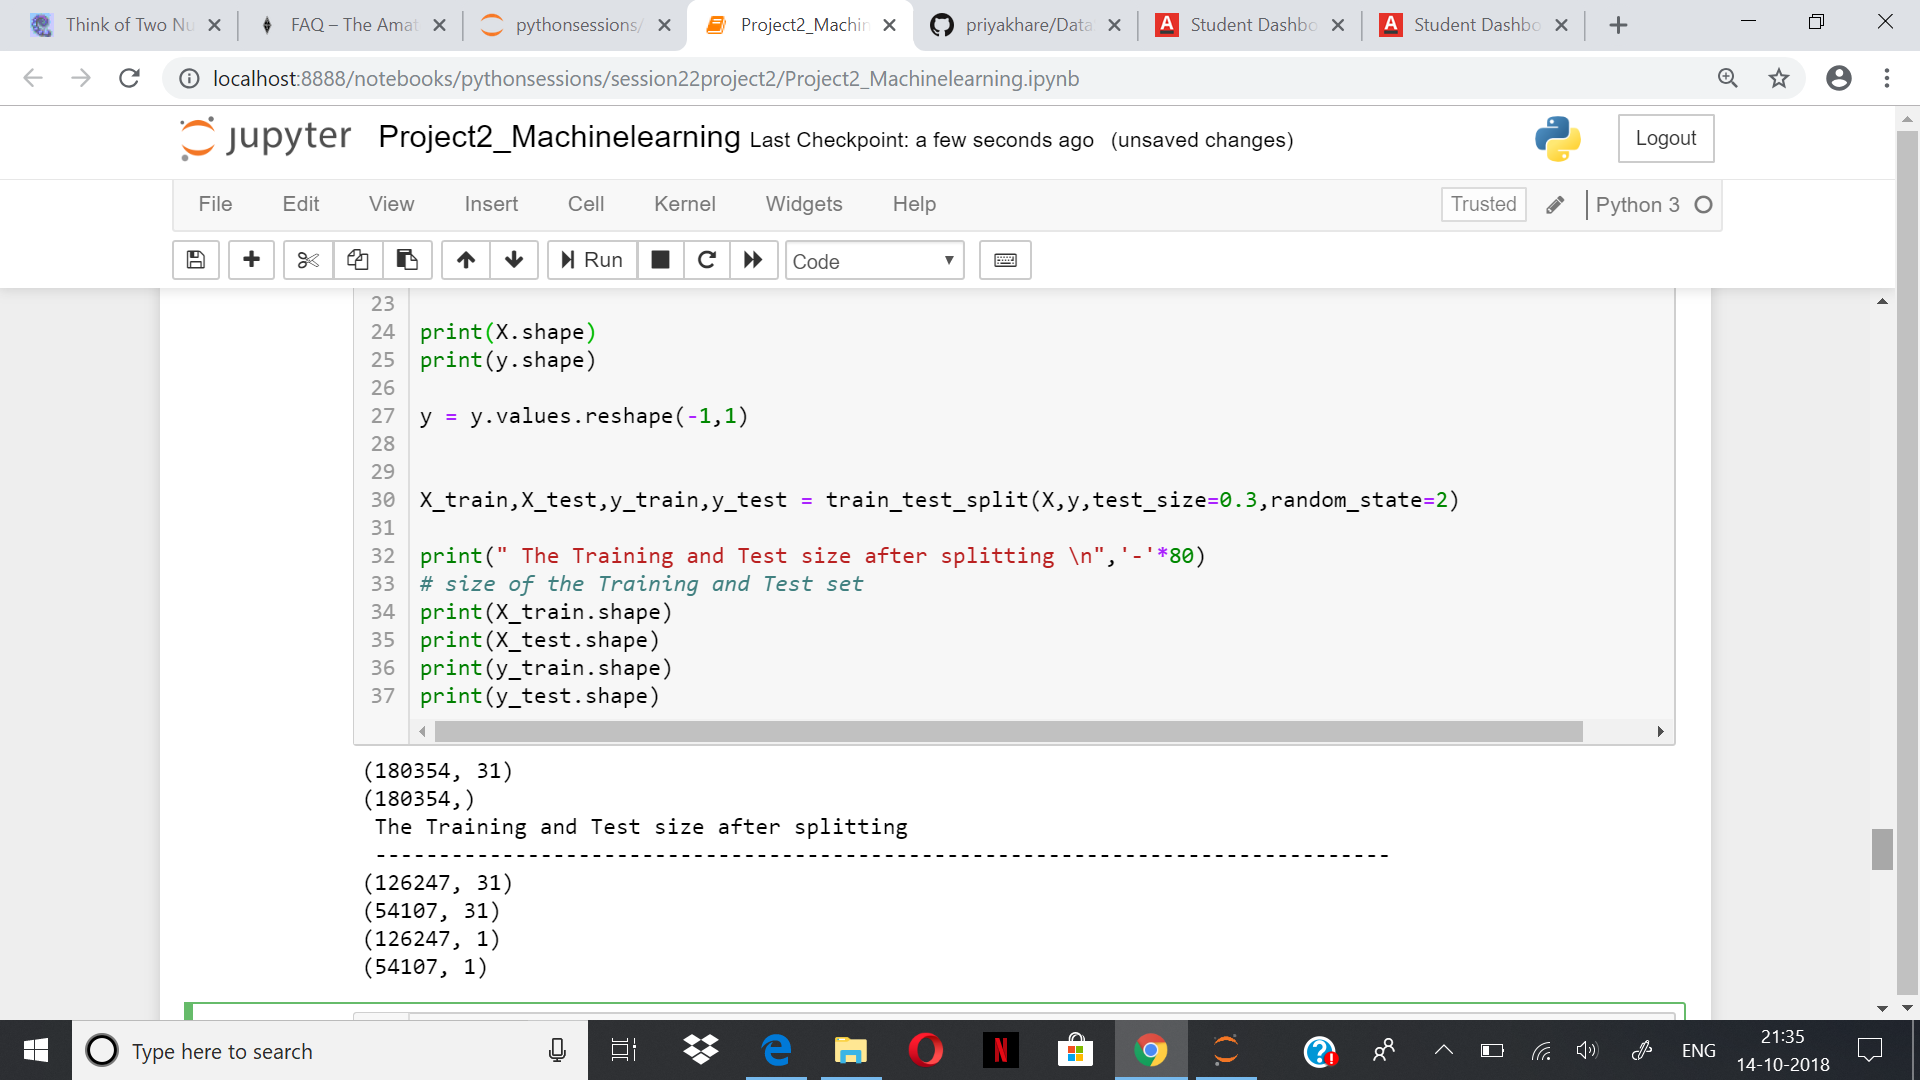 Think of Two Nu
FAQ – The Amat
pythonsessions/
Project2_Machin
priyakhare/Data
Student Dashbo
Student Dashbo
localhost:8888/notebooks/pythonsessions/session22project2/Project2_Machinelearning.ipynb
jupyter Project2_Machinelearning Last Checkpoint: a few seconds ago (unsaved changes)
Logout
File Edit View Insert Cell Kernel Widgets Help
Trusted Python 3
Run Code
23
24 print(X.shape)
25 print(y.shape)
26
27 y = y.values.reshape(-1,1)
28
29
30 X_train,X_test,y_train,y_test = train_test_split(X,y,test_size=0.3,random_state=2)
31
32 print(" The Training and Test size after splitting \n",'-'*80)
33 # size of the Training and Test set
34 print(X_train.shape)
35 print(X_test.shape)
36 print(y_train.shape)
37 print(y_test.shape)
(180354, 31)
(180354,)
The Training and Test size after splitting
--------------------------------------------------------------------------------
(126247, 31)
(54107, 31)
(126247, 1)
(54107, 1)
Type here to search
ENG
21:35
14-10-2018